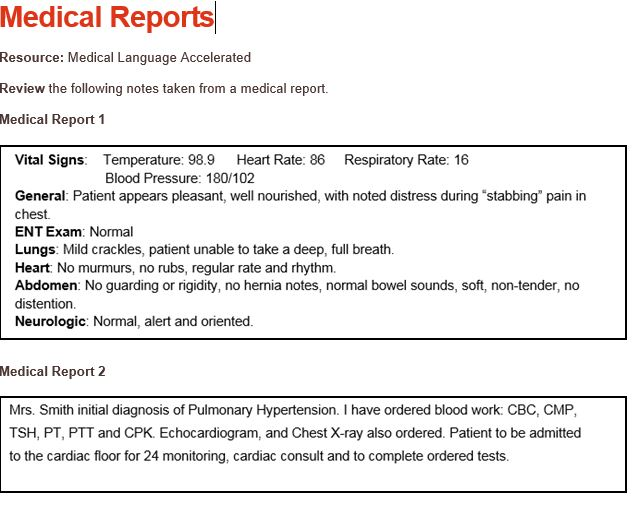 Medical Reports
Resource: Medical Language Accelerated
Review the following notes taken from a medical report.
Medical Report 1
Vital Signs: Temperature: 98.9 Heart Rate: 86 Respiratory Rate: 16
Blood Pressure: 180/102
General: Patient appears pleasant, well nourished, with noted distress during “stabbing” pain in
chest.
ENT Exam: Normal
Lungs: Mild crackles, patient unable to take a deep, full breath.
Heart: No murmurs, no rubs, regular rate and rhythm.
Abdomen: No guarding or rigidity, no hernia notes, normal bowel sounds, soft, non-tender, no
distention.
Neurologic: Normal, alert and oriented.
Medical Report 2
Mrs. Smith initial diagnosis of Pulmonary Hypertension. I have ordered blood work: CBC, CMP,
TSH, PT, PTT and CPK. Echocardiogram, and Chest X-ray also ordered. Patient to be admitted
to the cardiac floor for 24 monitoring, cardiac consult and to complete ordered tests.